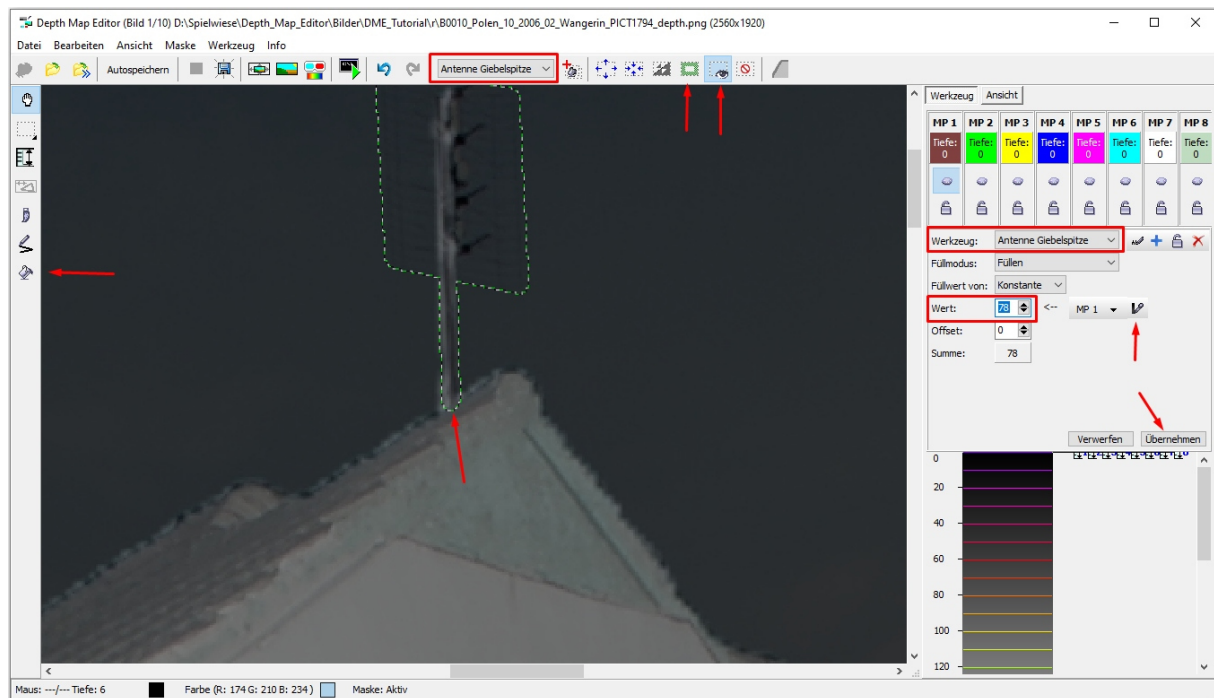 Depth Map Editor (Bild 1/10) D:\Spielwiese\Depth_Map_Editor\Bilder\DME_Tutorial\r\B0010_Polen_10_2006_02_Wangerin_PICT1794_depth.png (2560x1920)
Datei Bearbeiten Ansicht Maske Werkzeug Info
Autospeichern Antenne Giebelspitze
Werkzeug Ansicht
MP 1 MP 2 MP 3 MP 4 MP 5 MP 6 MP 7 MP 8
Tiefe: Tiefe: Tiefe: Tiefe: Tiefe: Tiefe: Tiefe: Tiefe:
0 0 0 0 0 0 0 0
Werkzeug: Antenne Giebelspitze
Füllmodus: Füllen
Füllwert von: Konstante
Wert: 78 <-- MP 1
Offset: 0
Summe: 78
Verwerfen Übernehmen
0
20
40
60
80
100
120
Maus: ---/--- Tiefe: 6 Farbe (R: 174 G: 210 B: 234) Maske: Aktiv